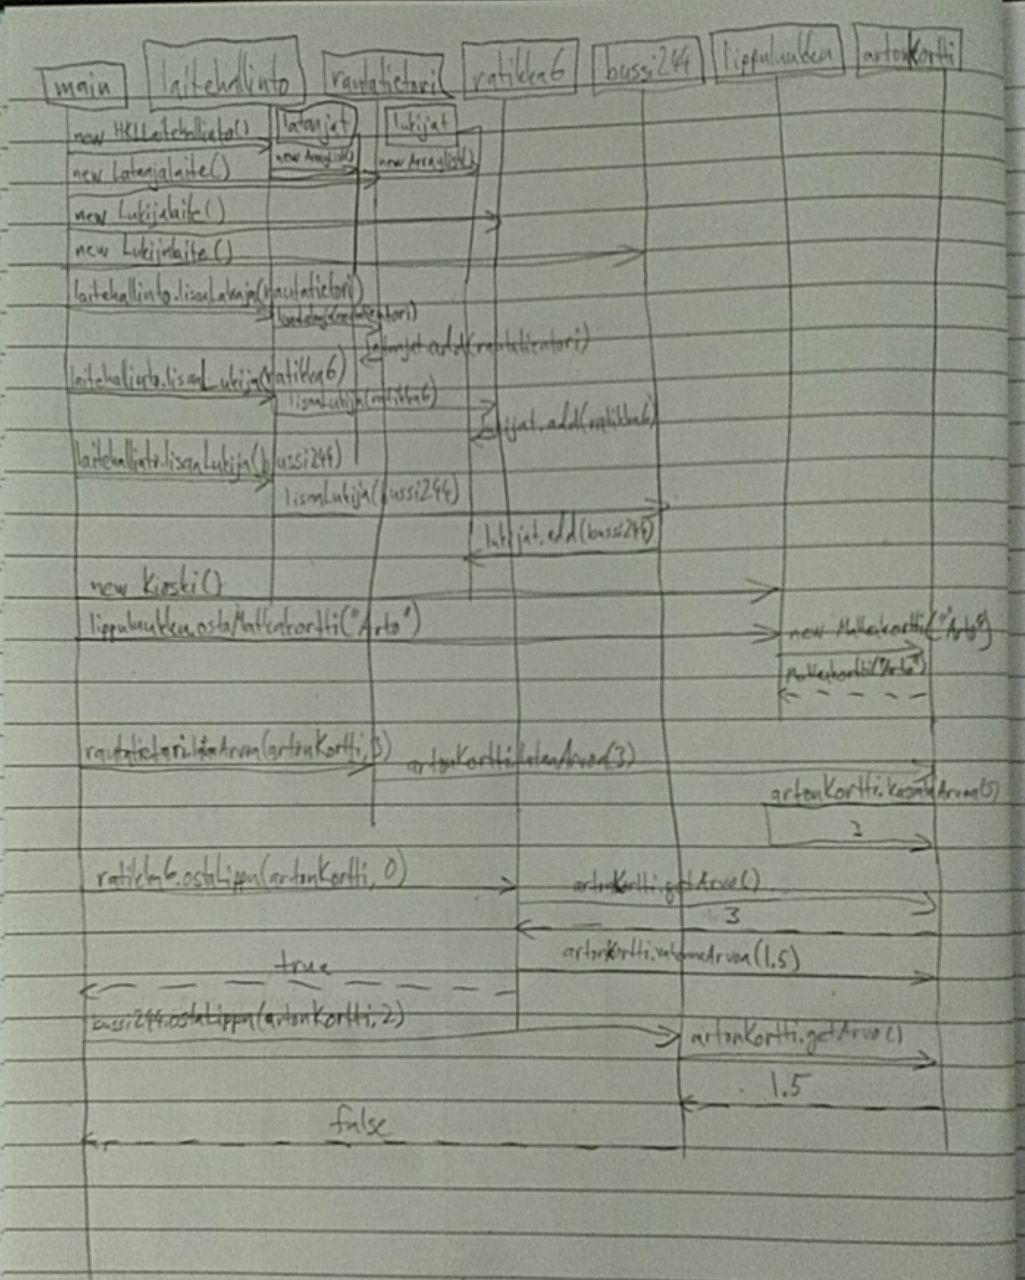 main laitehallinto rautatietori ratikka6 bussi244 lippuluukku artonKortti
new HKLLaitehallinto() lataajat lukijat
new Arraylist() new Arraylist()
new Lataajalaite()
new Lukijalaite()
new Lukijalaite()
laitehallinto.lisaaLataaja(rautatietori)
lataajat.add(rautatientori)
laitehallinto.lisaaLukija(ratikka6)
lisaaLukija(ratikka6)
lukijat.add(ratikka6)
laitehallinto.lisaaLukija(bussi244)
lisaaLukija(bussi244)
lukijat.add(bussi244)
new Kioski()
lippuluukku.ostaMatkakortti("Arto")
new Matkakortti("Arto")
Matkakortti("Arto")
rautatietori.lataaArvoa(artonKortti, 3)
artonKortti.lataaArvoa(3)
artonKortti.kasvataArvoa(3)
3
ratikka6.ostaLippu(artonKortti, 0)
artonKortti.getArvo()
3
artonKortti.vahennaArvoa(1.5)
true
bussi244.ostaLippu(artonKortti, 2)
artonKortti.getArvo()
1.5
false